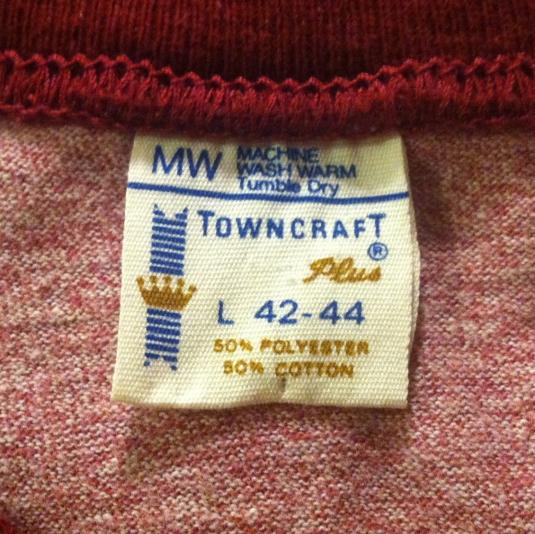 MW MACHINE
WASH WARM
Tumble Dry
TOWNCRAFT®
Plus
L 42-44
50% POLYESTER
50% COTTON